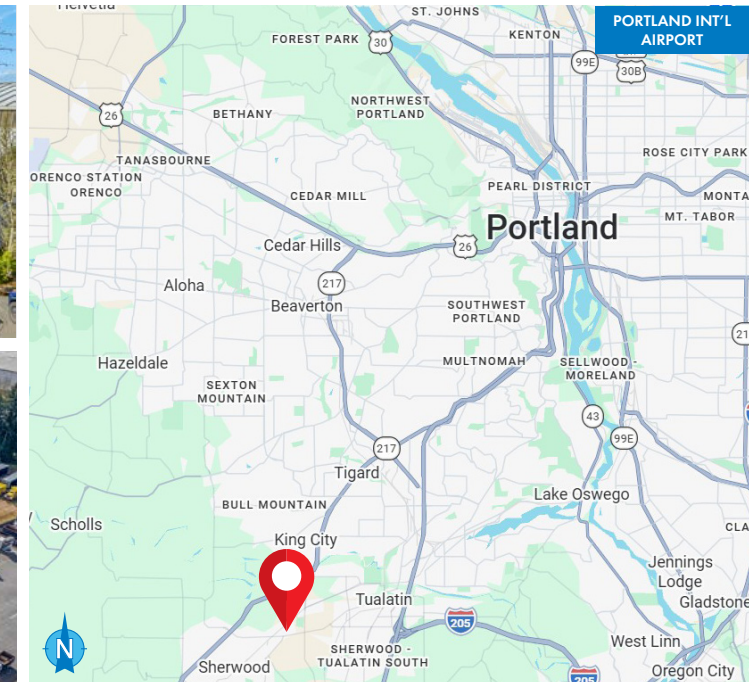 Helvetia
ST. JOHNS
PORTLAND INT'L
AIRPORT
FOREST PARK
30
KENTON
99E
30B
26
BETHANY
NORTHWEST
PORTLAND
TANASBOURNE
ROSE CITY PARK
ORENCO STATION
ORENCO
CEDAR MILL
PEARL DISTRICT
MONTA
MT. TABOR
Portland
Cedar Hills
26
217
Aloha
Beaverton
SOUTHWEST
PORTLAND
21
Hazeldale
MULTNOMAH
SELLWOOD -
MORELAND
SEXTON
MOUNTAIN
43
99E
217
Tigard
Lake Oswego
BULL MOUNTAIN
Scholls
CLA
King City
Jennings
Lodge
Tualatin
Gladstone
205
N
SHERWOOD -
TUALATIN SOUTH
West Linn
Sherwood
205
Oregon City